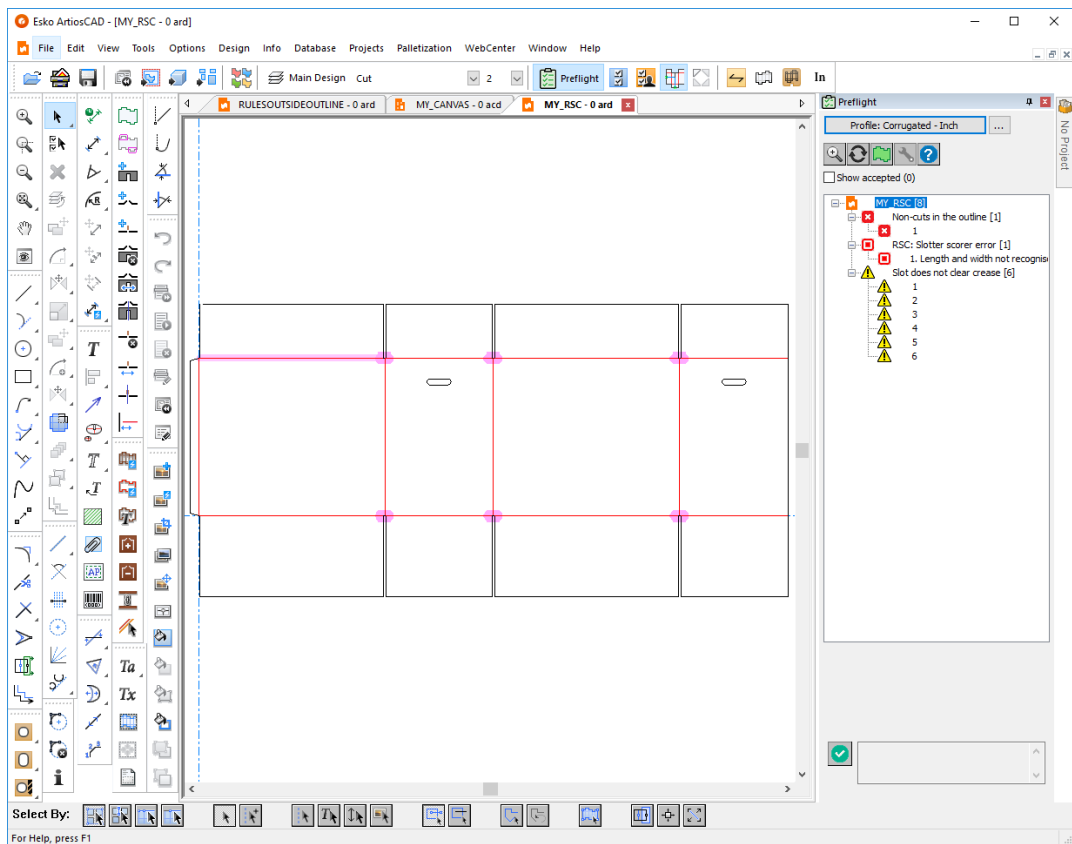 Esko ArtiosCAD - [MY_RSC - 0 ard]
File Edit View Tools Options Design Info Database Projects Palletization WebCenter Window Help
Main Design Cut 2 Preflight In
RULESOUTSIDEOUTLINE - 0 ard MY_CANVAS - 0 acd MY_RSC - 0 ard
Preflight
Profile: Corrugated - Inch ...
No Project
Show accepted (0)
MY_RSC [8]
Non-cuts in the outline [1]
1
RSC: Slotter scorer error [1]
1. Length and width not recognise
Slot does not clear crease [6]
1
2
3
4
5
6
R
T
T
T
T
AB
Ta
Tx
i
Select By:
For Help, press F1